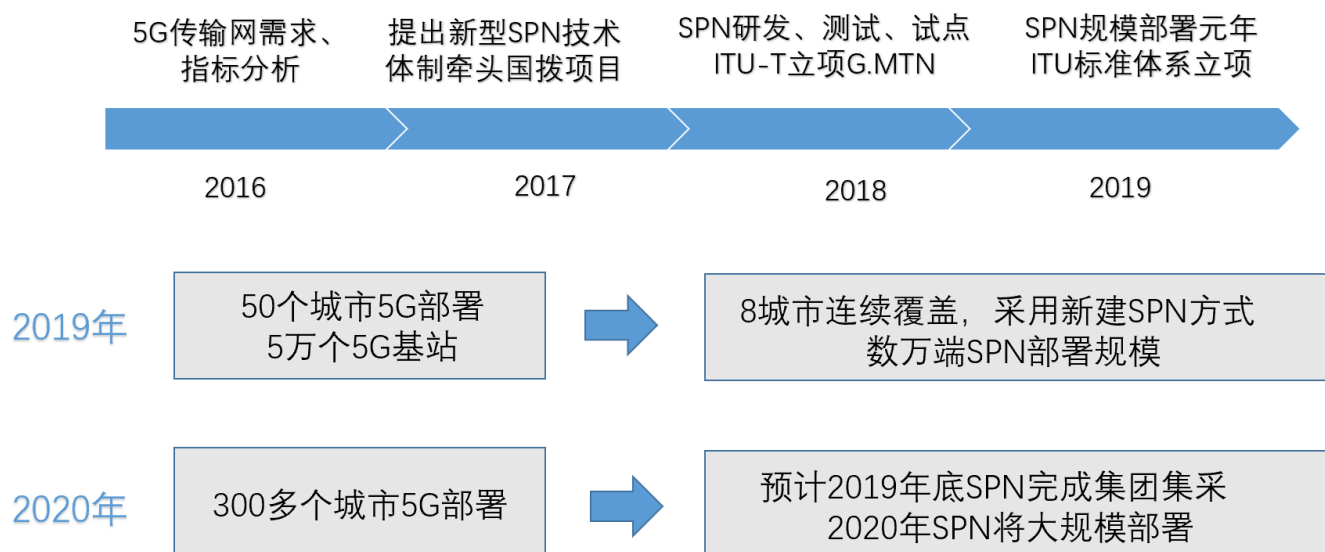 5G传输网需求、
指标分析
提出新型SPN技术
体制牵头国拨项目
SPN研发、测试、试点
ITU-T立项G.MTN
SPN规模部署元年
ITU标准体系立项
2016
2017
2018
2019
2019年
50个城市5G部署
5万个5G基站
8城市连续覆盖，采用新建SPN方式
数万端SPN部署规模
2020年
300多个城市5G部署
预计2019年底SPN完成集团集采
2020年SPN将大规模部署